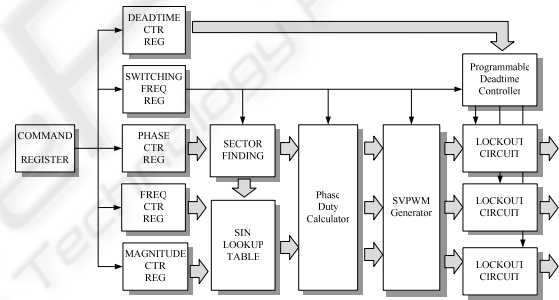 DEADTIME
CTR
REG
SWITCHING
FREQ
REG
Programmable
Deadtime
Controller
COMMAND
REGISTER
PHASE
CTR
REG
SECTOR
FINDING
LOCKOUT
CIRCUIT
FREQ
CTR
REG
SIN
LOOKUP
TABLE
Phase
Duty
Calculator
SVPWM
Generator
LOCKOUT
CIRCUIT
MAGNITUDE
CTR
REG
LOCKOUT
CIRCUIT
Technology